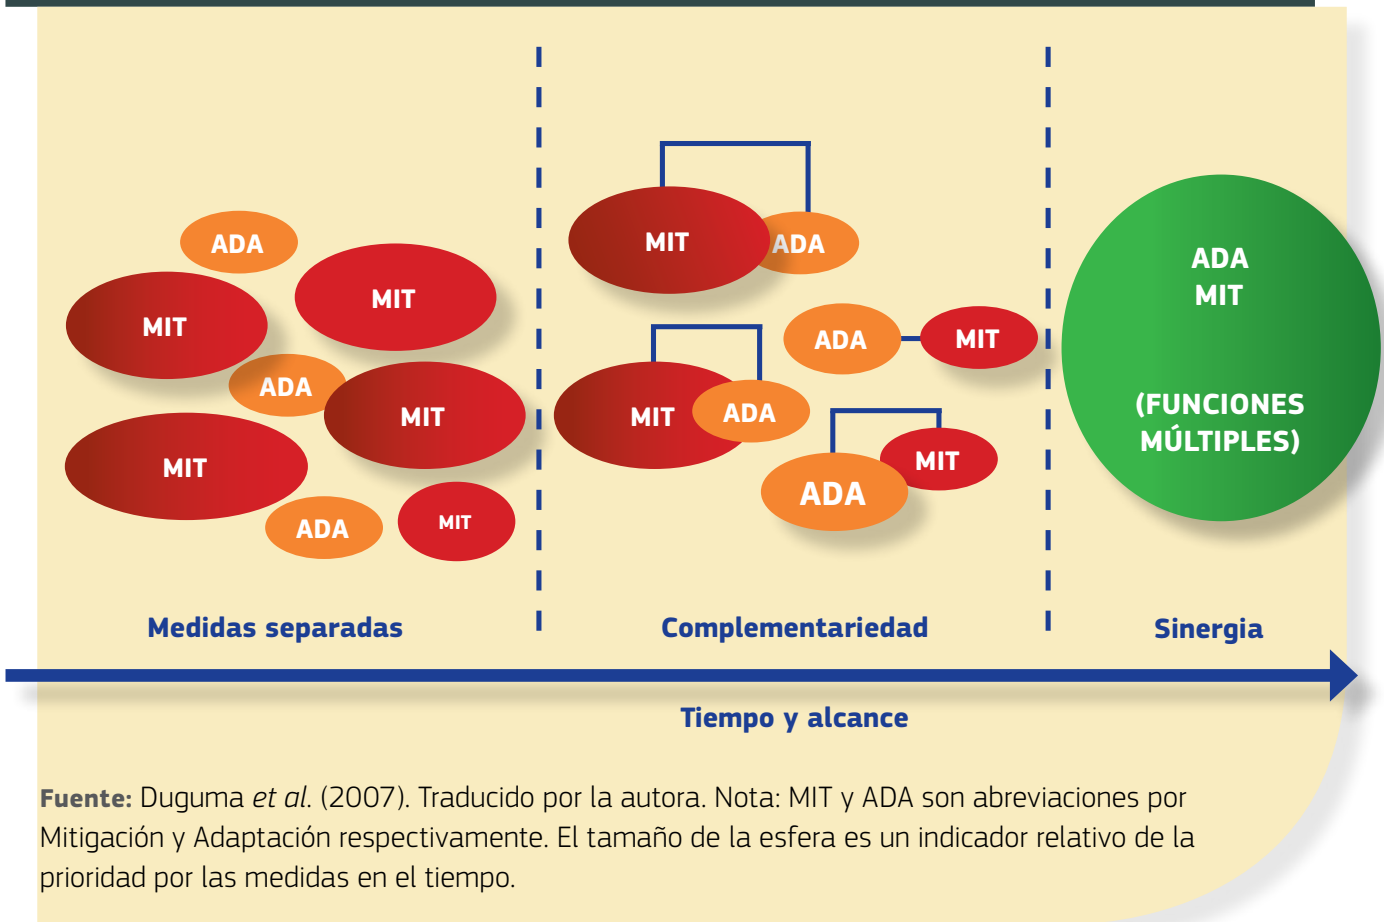 ADA
MIT
MIT
ADA
MIT
MIT
ADA
MIT
MIT
ADA
ADA
MIT
MIT
ADA
MIT
ADA
ADA
MIT
(FUNCIONES
MÚLTIPLES)
Medidas separadas
Complementariedad
Sinergia
Tiempo y alcance
Fuente: Duguma et al. (2007). Traducido por la autora. Nota: MIT y ADA son abreviaciones por
Mitigación y Adaptación respectivamente. El tamaño de la esfera es un indicador relativo de la
prioridad por las medidas en el tiempo.